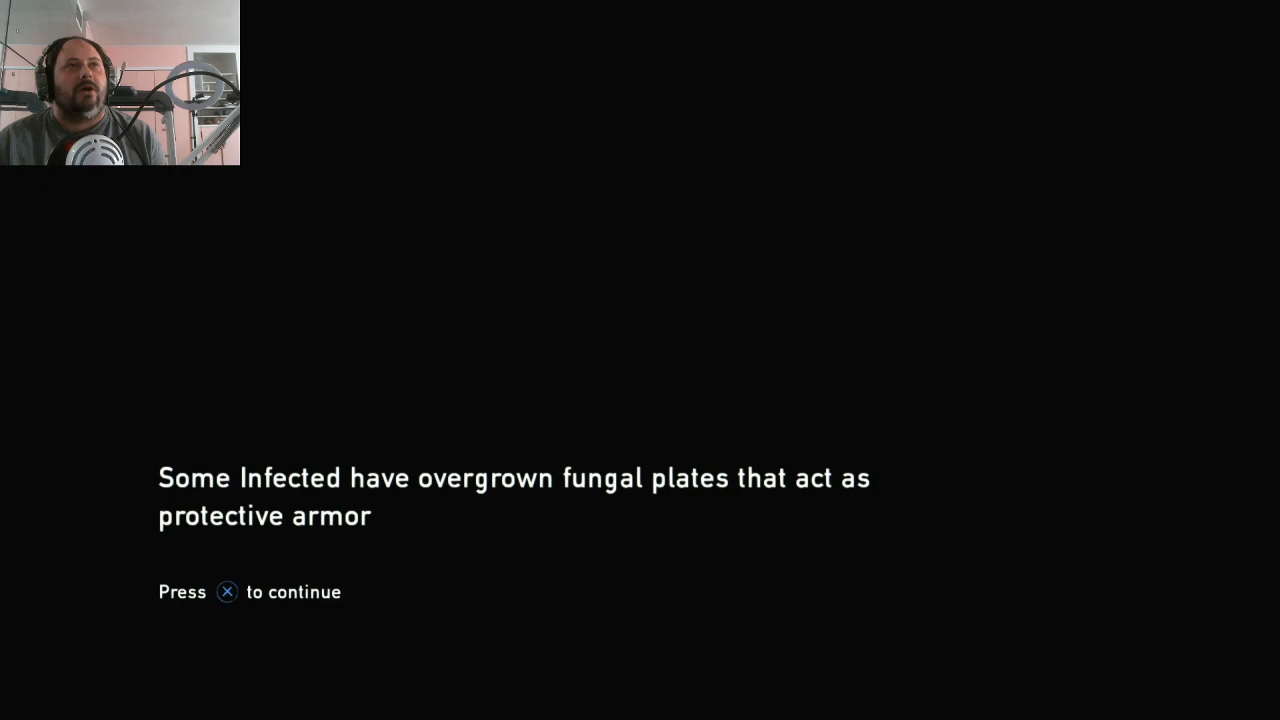 Some Infected have overgrown fungal plates that act as
protective armor
Press ⓧ to continue